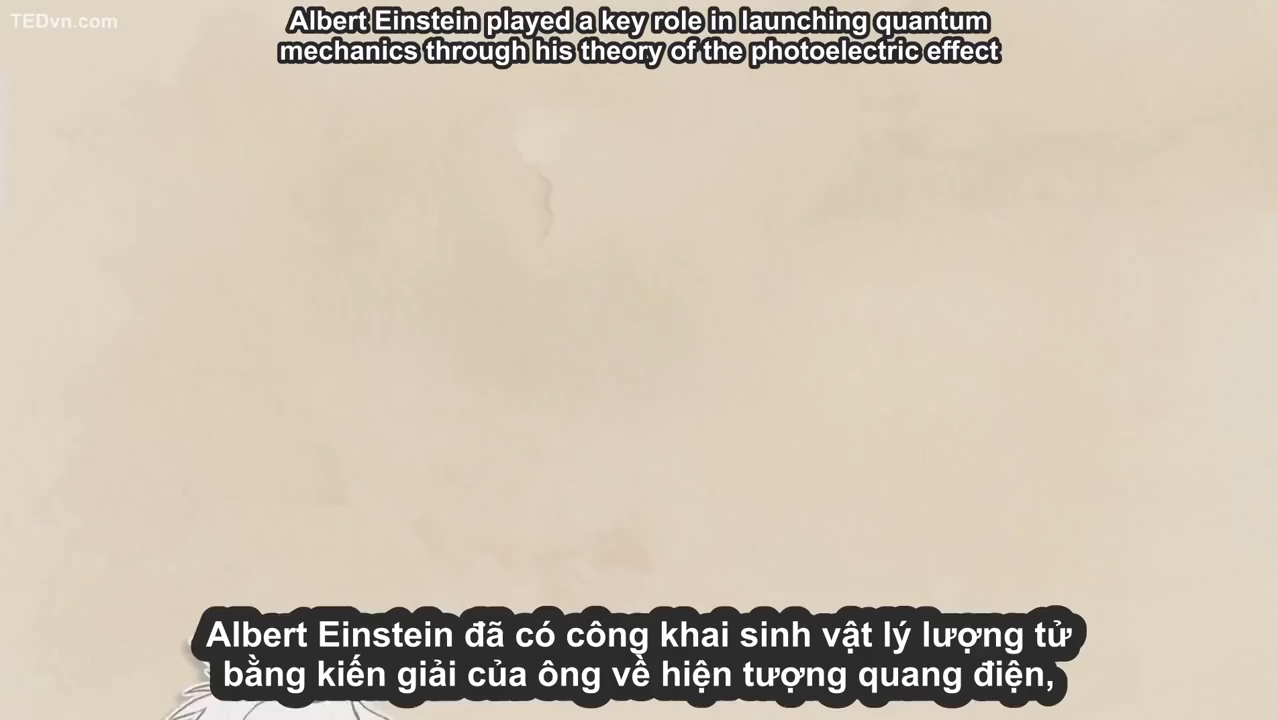 TEDvn.com
Albert Einstein played a key role in launching quantum
mechanics through his theory of the photoelectric effect
Albert Einstein đã có công khai sinh vật lý lượng tử
bằng kiến giải của ông về hiện tượng quang điện,